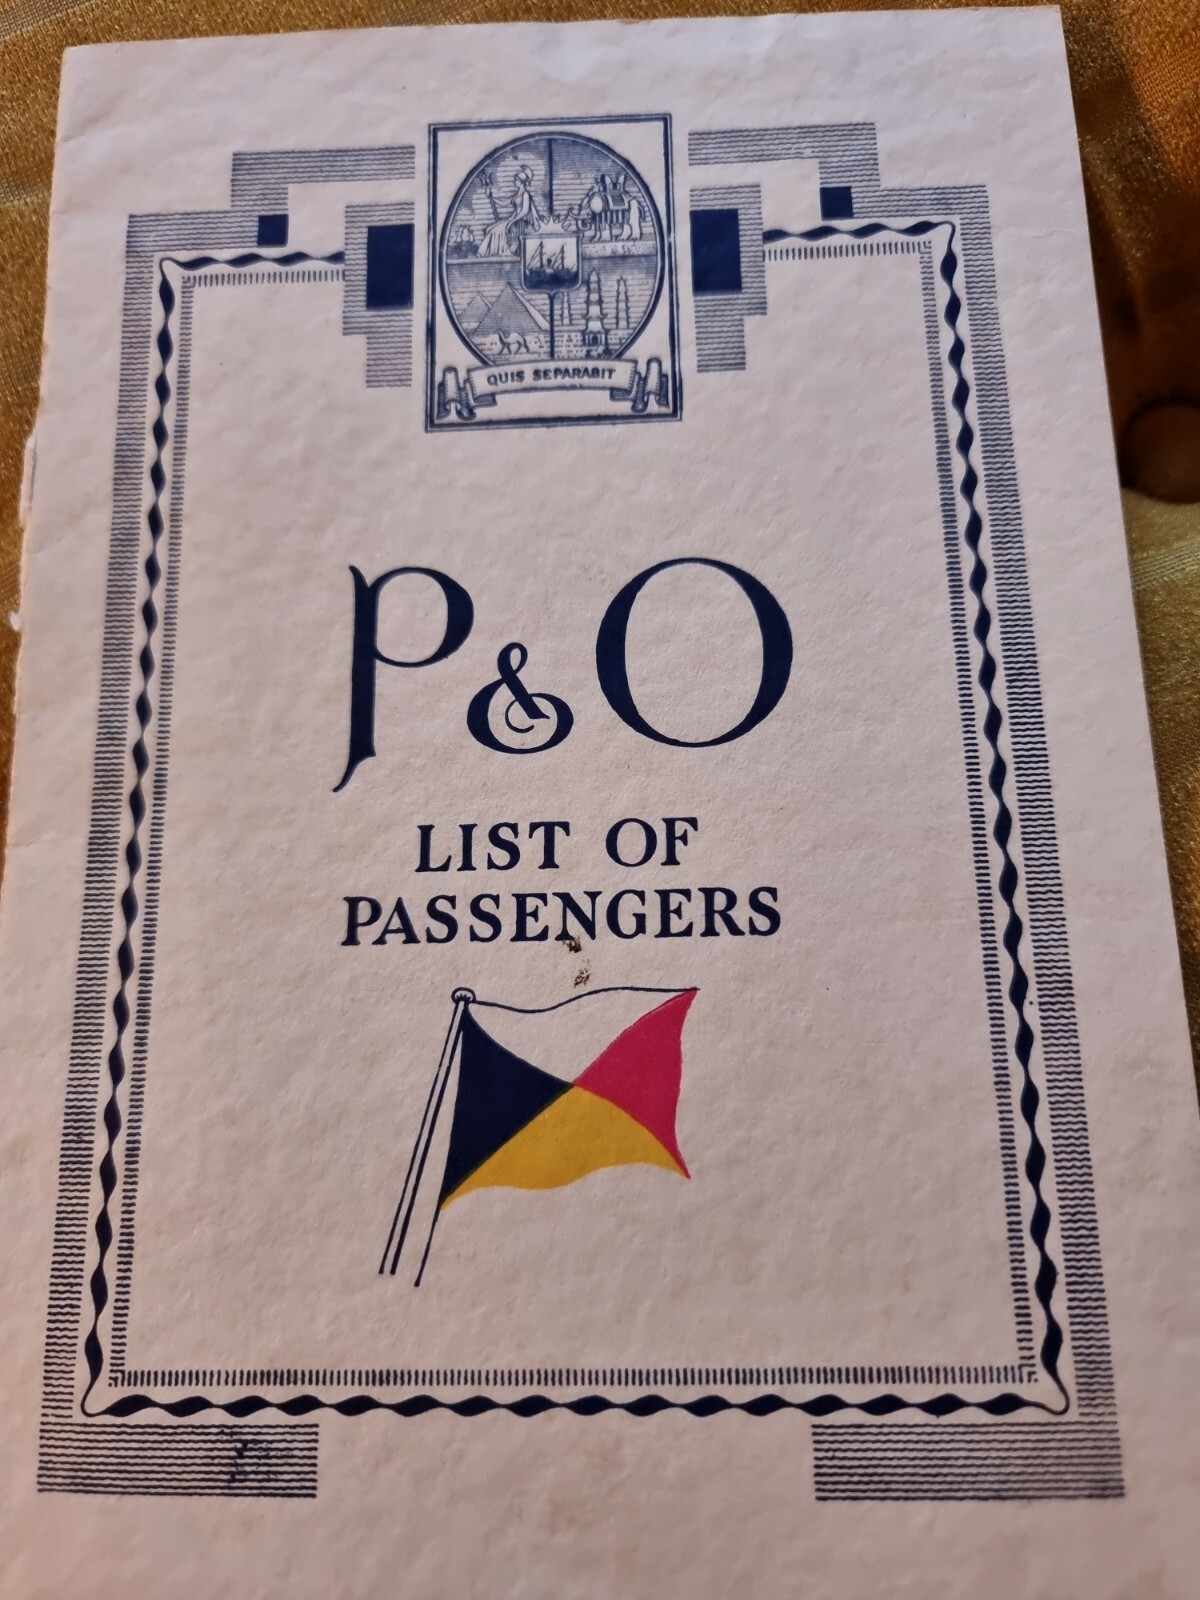 QUIS SEPARABIT
P&O
LIST OF
PASSENGERS